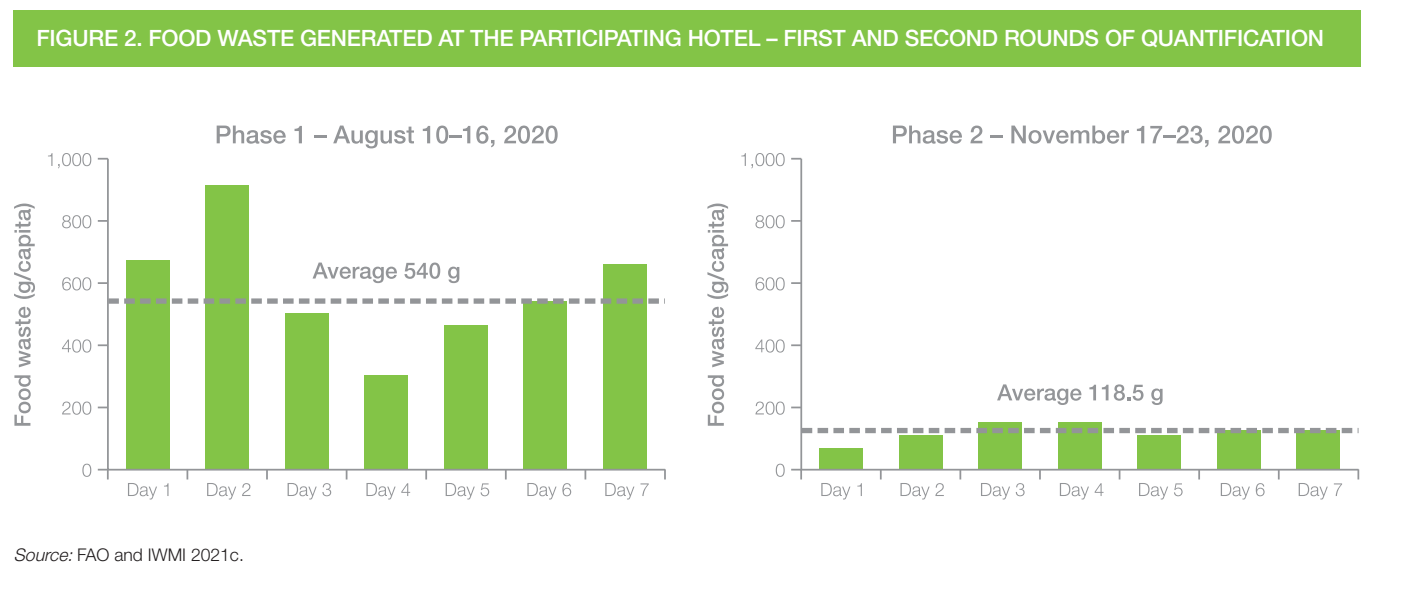 FIGURE 2. FOOD WASTE GENERATED AT THE PARTICIPATING HOTEL – FIRST AND SECOND ROUNDS OF QUANTIFICATION
Phase 1 – August 10–16, 2020
Food waste (g/capita)
1,000
800
600
400
200
0
Average 540 g
Day 1 Day 2 Day 3 Day 4 Day 5 Day 6 Day 7
Phase 2 – November 17–23, 2020
Food waste (g/capita)
1,000
800
600
400
200
0
Average 118.5 g
Day 1 Day 2 Day 3 Day 4 Day 5 Day 6 Day 7
Source: FAO and IWMI 2021c.